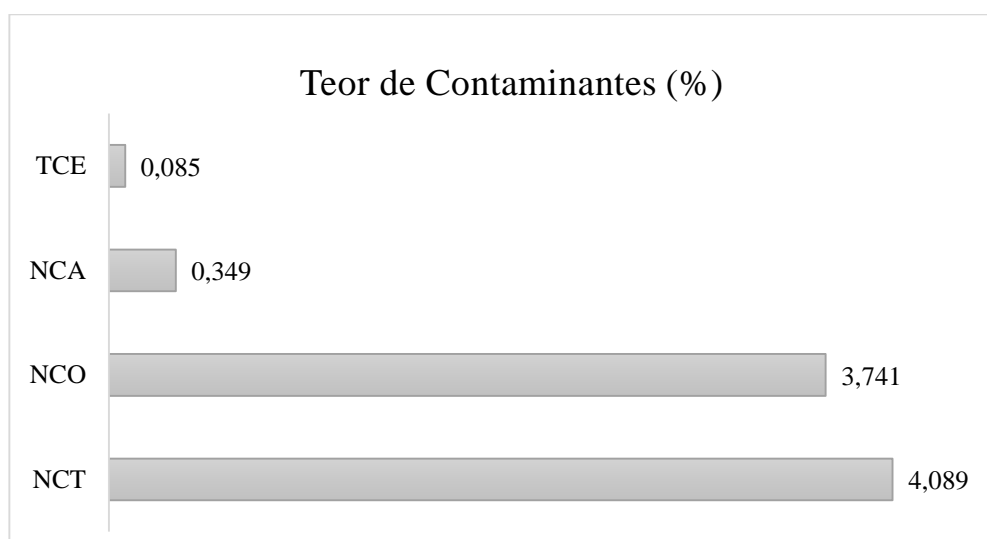 Teor de Contaminantes (%)
TCE 0,085
NCA 0,349
NCO 3,741
NCT 4,089